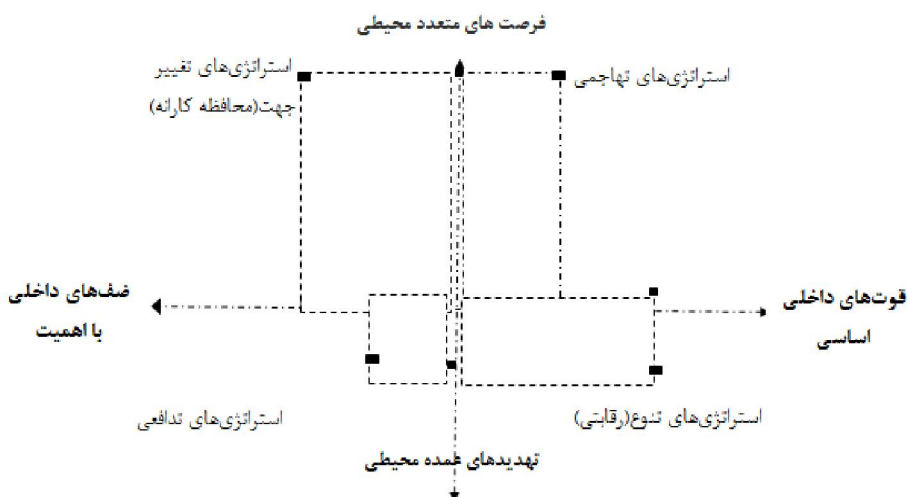 فرصت های متعدد محیطی
استراتژی‌های تهاجمی
استراتژی‌های تغییر
جهت(محافظه کارانه)
قوت‌های داخلی
اساسی
ضف‌های داخلی
با اهمیت
استراتژی‌های تنوع(رقابتی)
استراتژی‌های تدافعی
تهدیدهای عمده محیطی